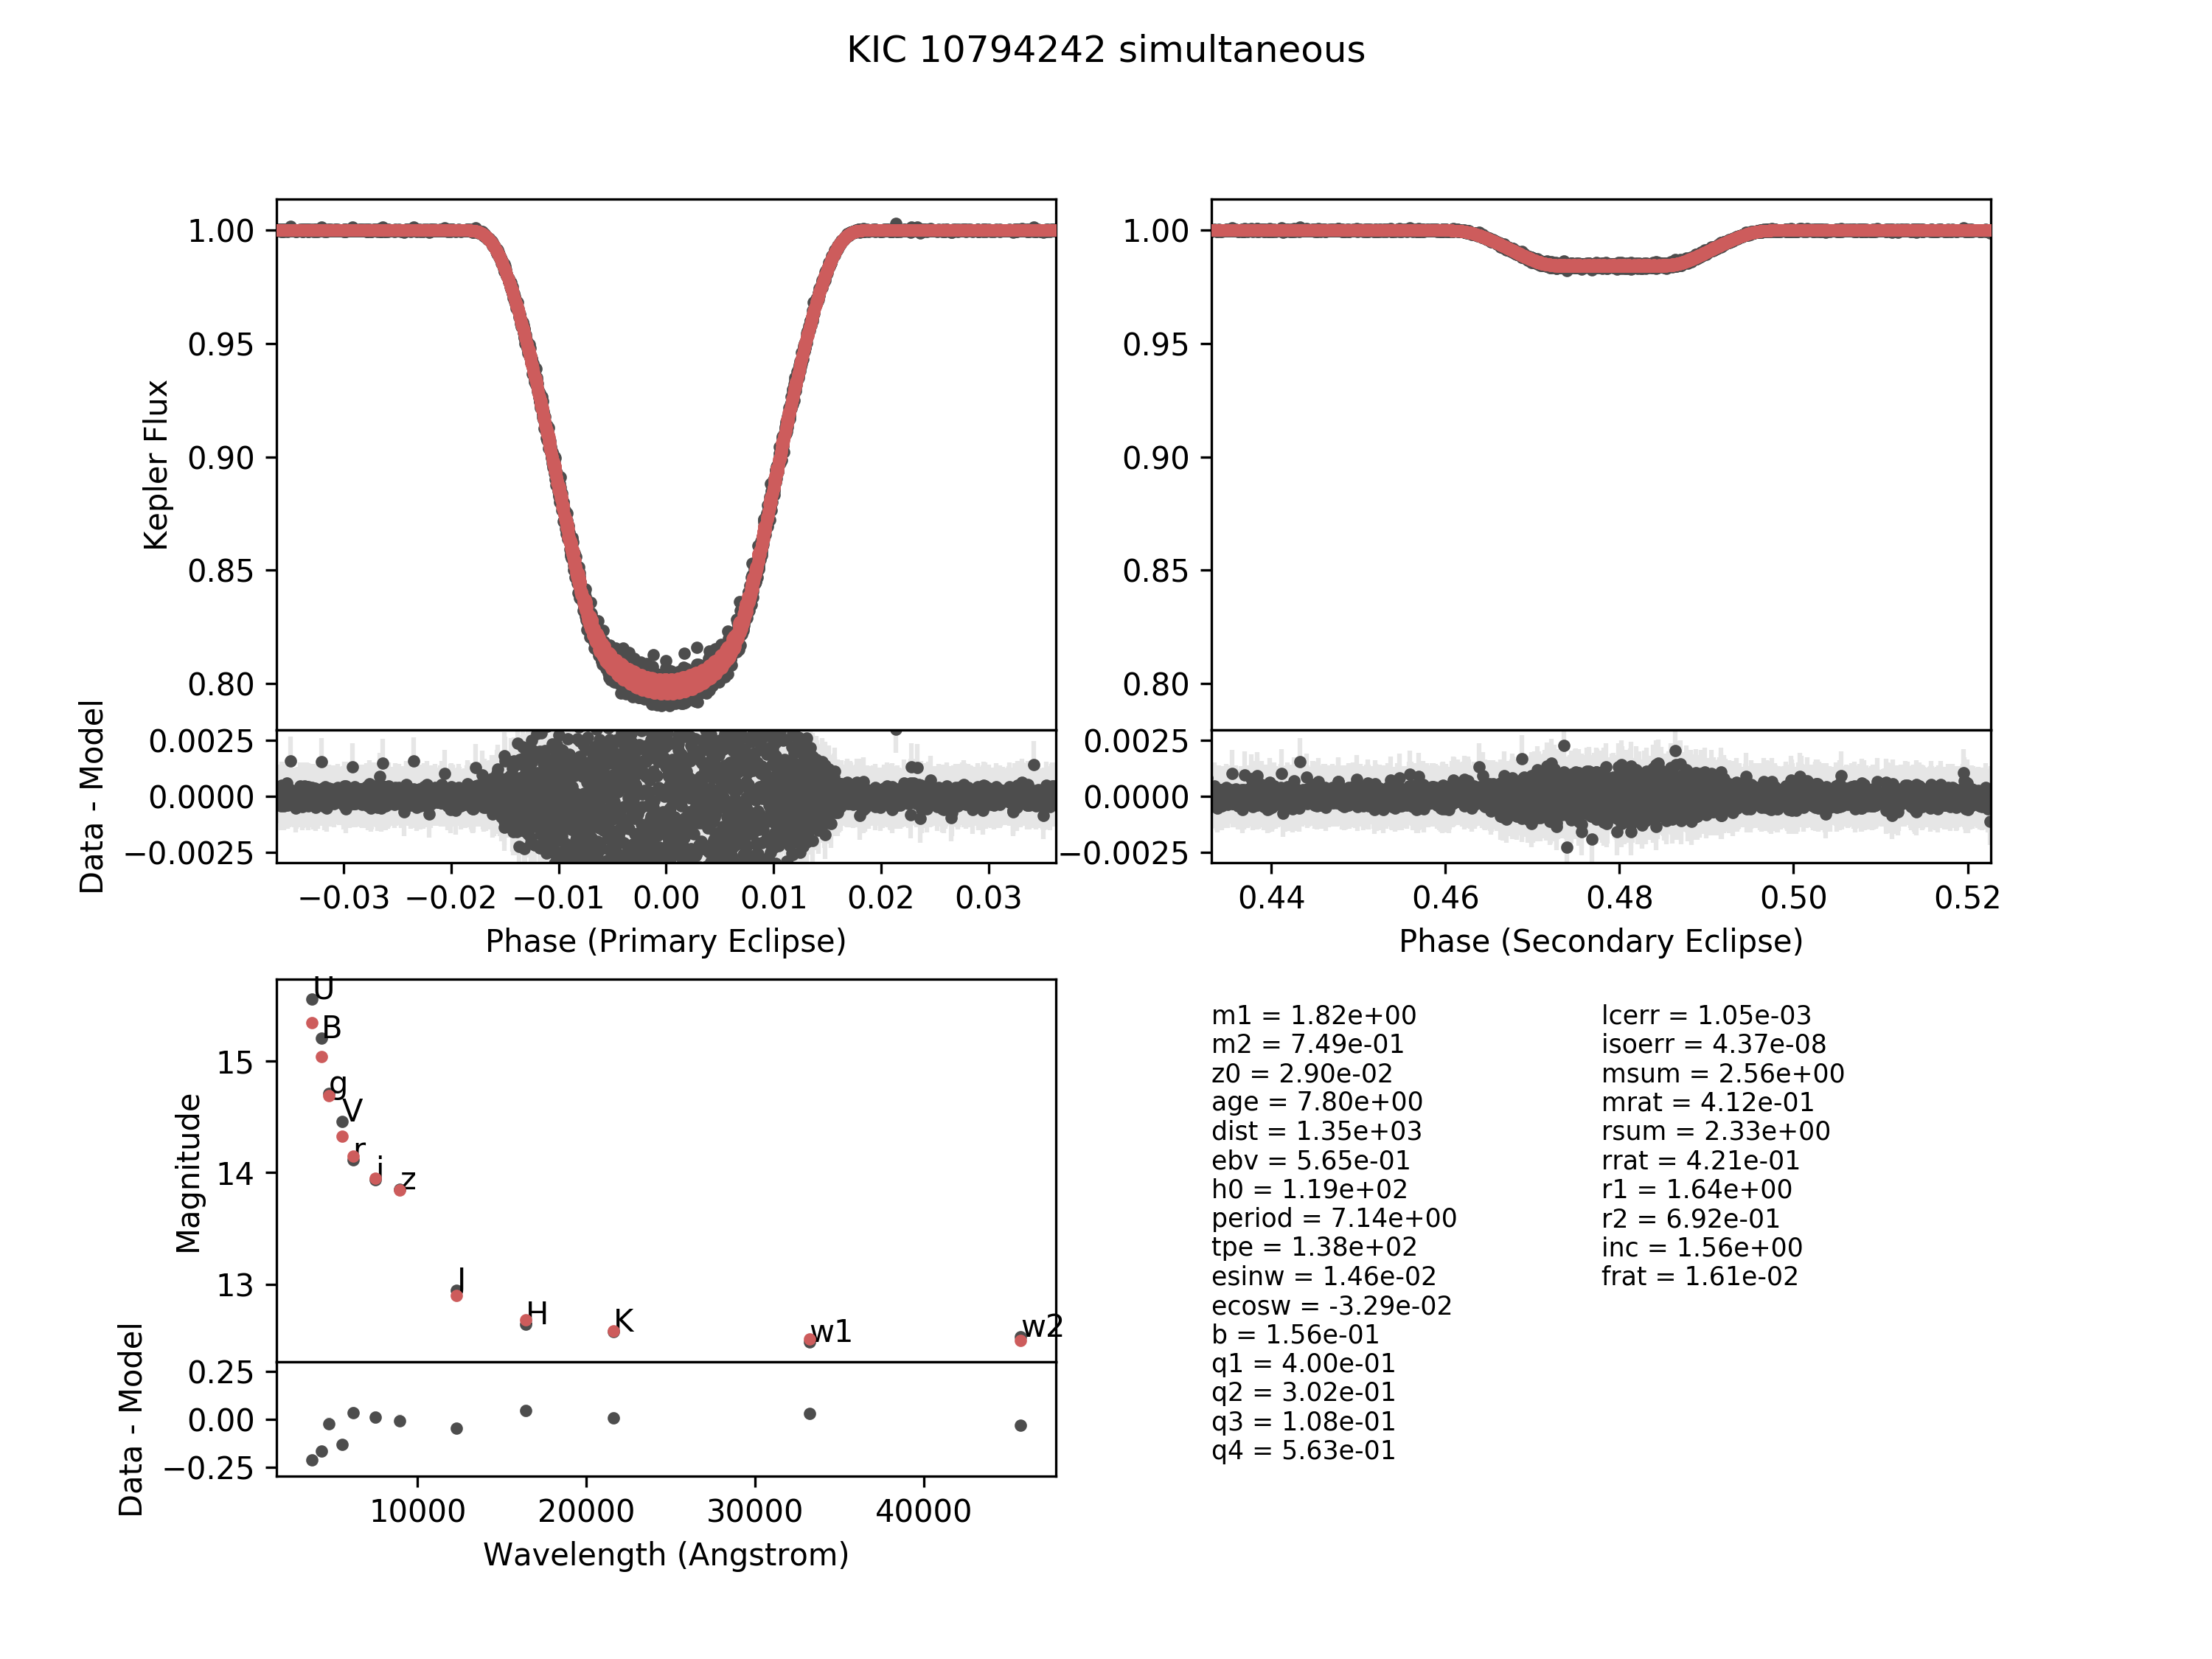 KIC 10794242 simultaneous
Kepler Flux
1.00
0.95
0.90
0.85
0.80
Data - Model
0.0025
0.0000
−0.0025
−0.03
−0.02
−0.01
0.00
0.01
0.02
0.03
Phase (Primary Eclipse)
1.00
0.95
0.90
0.85
0.80
0.0025
0.0000
−0.0025
0.44
0.46
0.48
0.50
0.52
Phase (Secondary Eclipse)
Magnitude
15
14
13
U
B
g
V
r
i
z
J
H
K
w1
w2
Data - Model
0.25
0.00
−0.25
10000
20000
30000
40000
Wavelength (Angstrom)
m1 = 1.82e+00
m2 = 7.49e-01
z0 = 2.90e-02
age = 7.80e+00
dist = 1.35e+03
ebv = 5.65e-01
h0 = 1.19e+02
period = 7.14e+00
tpe = 1.38e+02
esinw = 1.46e-02
ecosw = -3.29e-02
b = 1.56e-01
q1 = 4.00e-01
q2 = 3.02e-01
q3 = 1.08e-01
q4 = 5.63e-01
lcerr = 1.05e-03
isoerr = 4.37e-08
msum = 2.56e+00
mrat = 4.12e-01
rsum = 2.33e+00
rrat = 4.21e-01
r1 = 1.64e+00
r2 = 6.92e-01
inc = 1.56e+00
frat = 1.61e-02